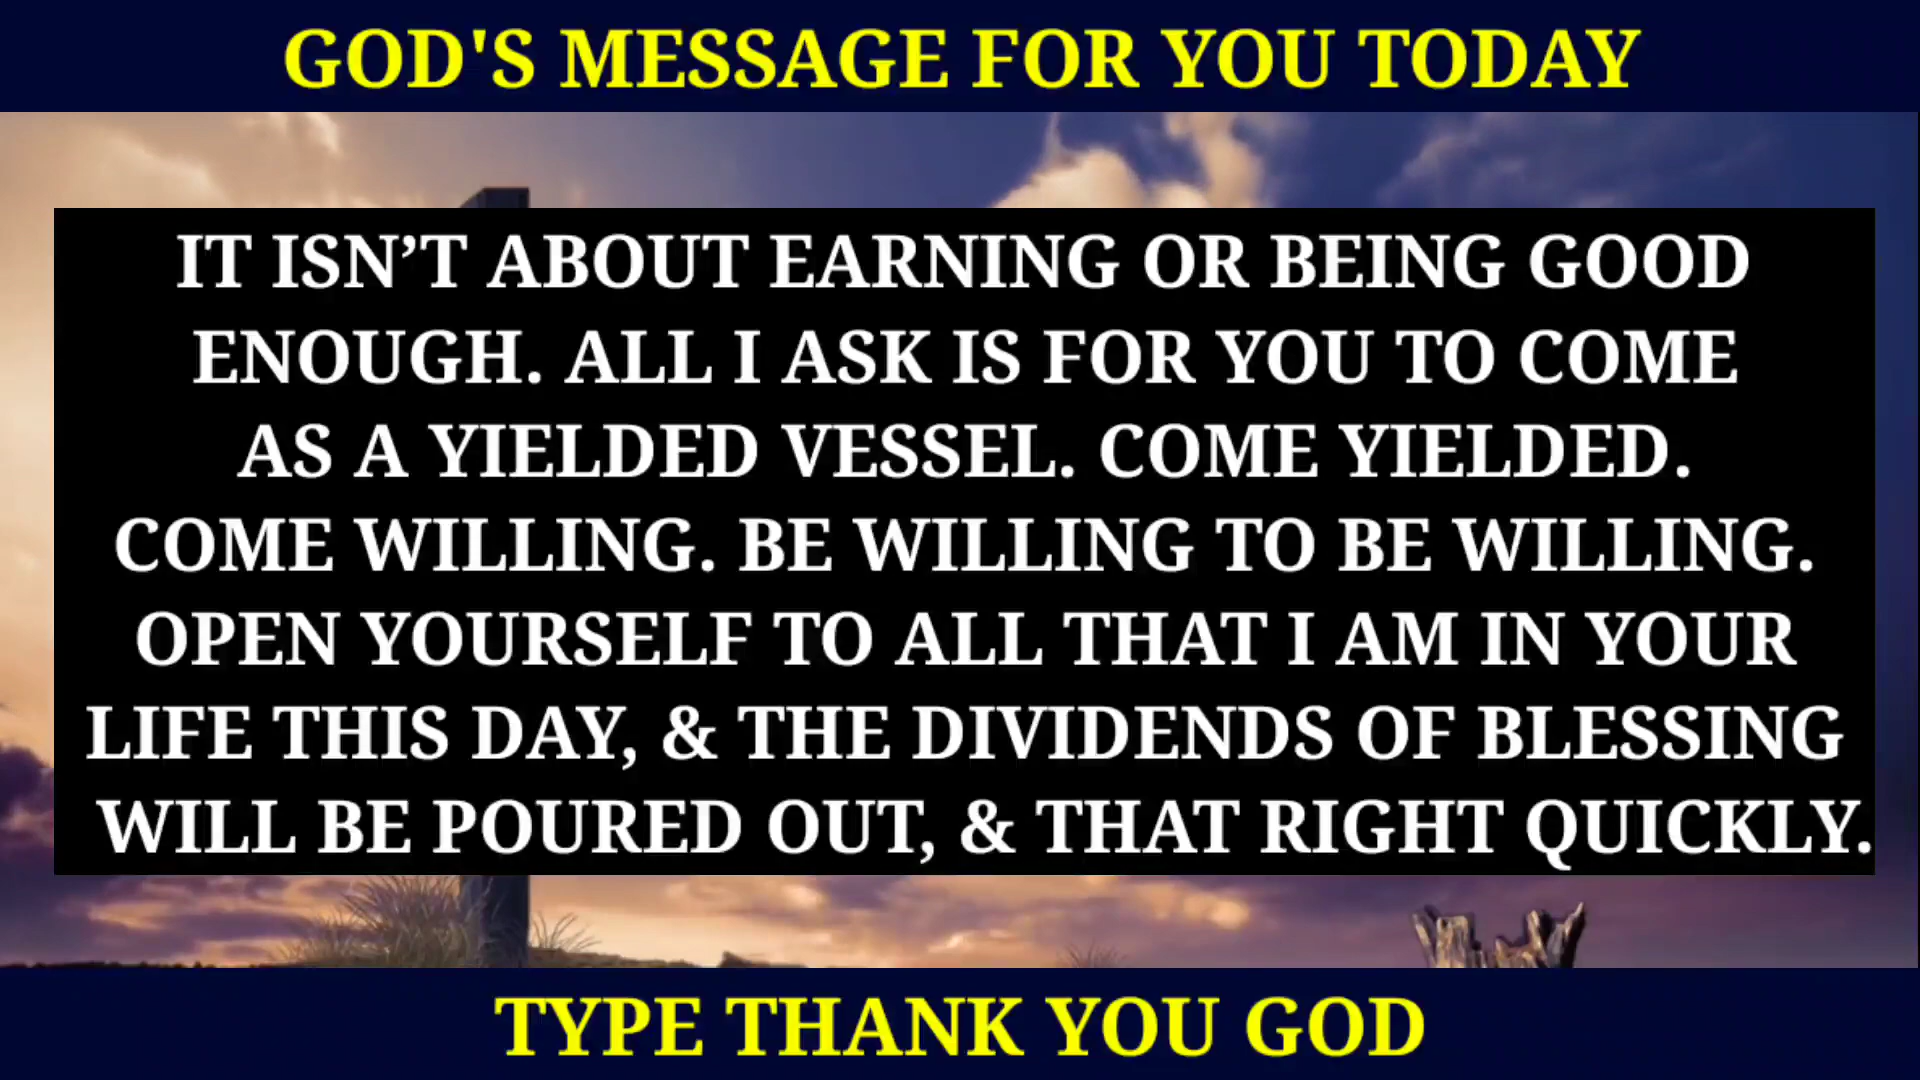 GOD'S MESSAGE FOR YOU TODAY
IT ISN’T ABOUT EARNING OR BEING GOOD
ENOUGH. ALL I ASK IS FOR YOU TO COME
AS A YIELDED VESSEL. COME YIELDED.
COME WILLING. BE WILLING TO BE WILLING.
OPEN YOURSELF TO ALL THAT I AM IN YOUR
LIFE THIS DAY, & THE DIVIDENDS OF BLESSING
WILL BE POURED OUT, & THAT RIGHT QUICKLY.
TYPE THANK YOU GOD